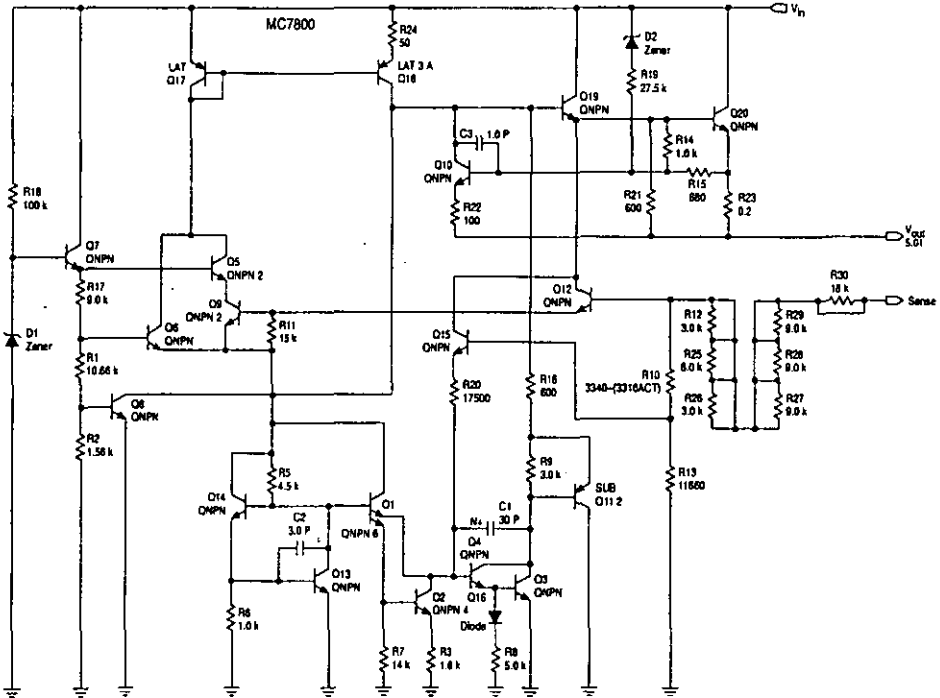 MC7800
Vin
R24
50
D2
Zener
LAT
Q17
LAT 3 A
Q18
R19
27.5 k
Q19
QNPN
Q20
QNPN
C3
1.0 P
R14
1.0 k
Q10
QNPN
R18
100 k
R15
680
R21
600
R23
0.2
R22
100
Vout
5.01
Q7
QNPN
Q5
QNPN 2
R17
9.0 k
R30
18 k
Sense
Q9
QNPN 2
Q12
QNPN
R12
3.0 k
R29
9.0 k
D1
Zener
Q6
QNPN
R11
15 k
Q15
QNPN
R1
10.66 k
R25
6.0 k
R28
9.0 k
R16
600
R10
3340–(3316ACT)
R20
17500
R26
3.0 k
R27
9.0 k
Q8
QNPN
R2
1.56 k
R5
4.5 k
R9
3.0 k
R13
11660
Q14
QNPN
Q1
QNPN 6
SUB
Q11 2
C2
3.0 P
N+
C1
30 P
Q4
QNPN
Q13
QNPN
Q16
Q3
QNPN
Q2
QNPN 4
R6
1.0 k
Diode
R7
14 k
R3
1.8 k
R8
5.0 k